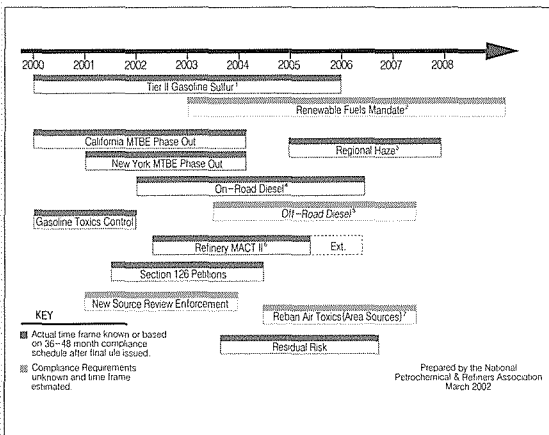 2000 2001 2002 2003 2004 2005 2006 2007 2008
Tier II Gasoline Sulfur¹
Renewable Fuels Mandate²
California MTBE Phase Out
Regional Haze³
New York MTBE Phase Out
On-Road Diesel⁴
Gasoline Toxics Control
Off-Road Diesel⁵
Refinery MACT II⁶
Ext.
Section 126 Petitions
New Source Review Enforcement
Reban Air Toxics (Area Sources)⁷
Residual Risk
KEY
Actual time frame known or based
on 36-48 month compliance
schedule after final ule issued.
Compliance Requirements
unknown and time frame
estimated.
Prepared by the National
Petrochemical & Refiners Association
March 2002